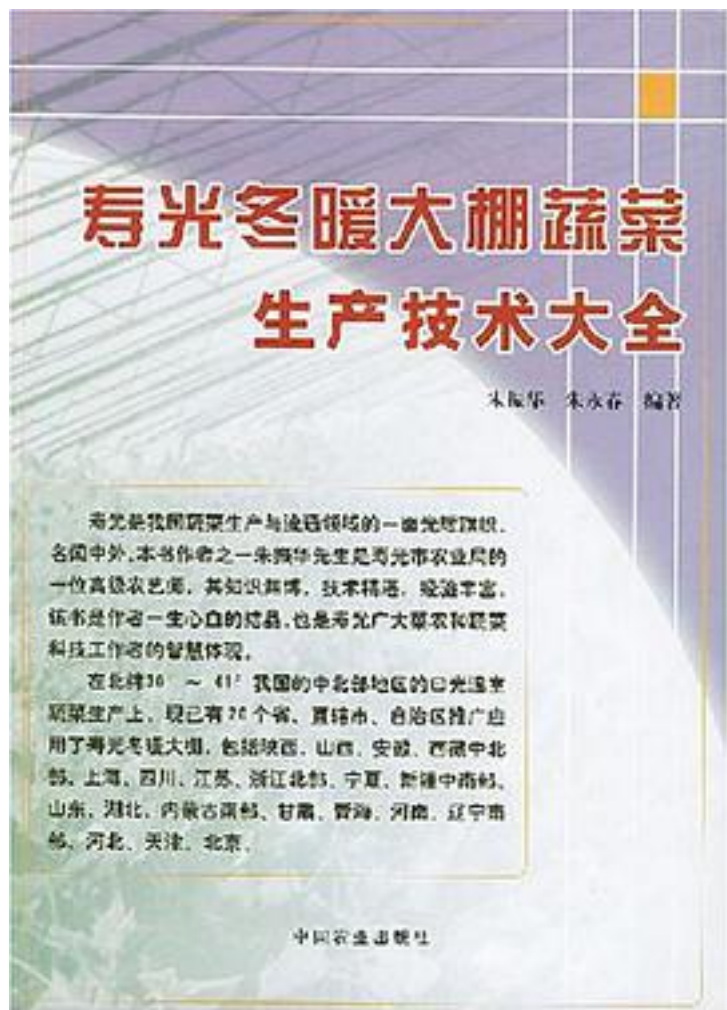 寿光冬暖大棚蔬菜
生产技术大全
朱振华 朱永春 编著
寿光是我国蔬菜生产与流通领域的一面光辉旗帜，
名闻中外。本书作者之一朱振华先生是寿光市农业局的
一位高级农艺师，其知识渊博，技术精通，经验丰富。
该书是作者一生心血的结晶，也是寿光广大菜农和蔬菜
科技工作者的智慧体现。
在北纬30° ～ 41° 我国的中北部地区的日光温室
蔬菜生产上，现已有20个省、直辖市、自治区推广应
用了寿光冬暖大棚，包括陕西、山西、安徽、西藏中北
部、上海、四川、江苏、浙江北部、宁夏、新疆中南部、
山东、湖北、内蒙古南部、甘肃、青海、河南、辽宁南
部、河北、天津、北京。
中国农业出版社